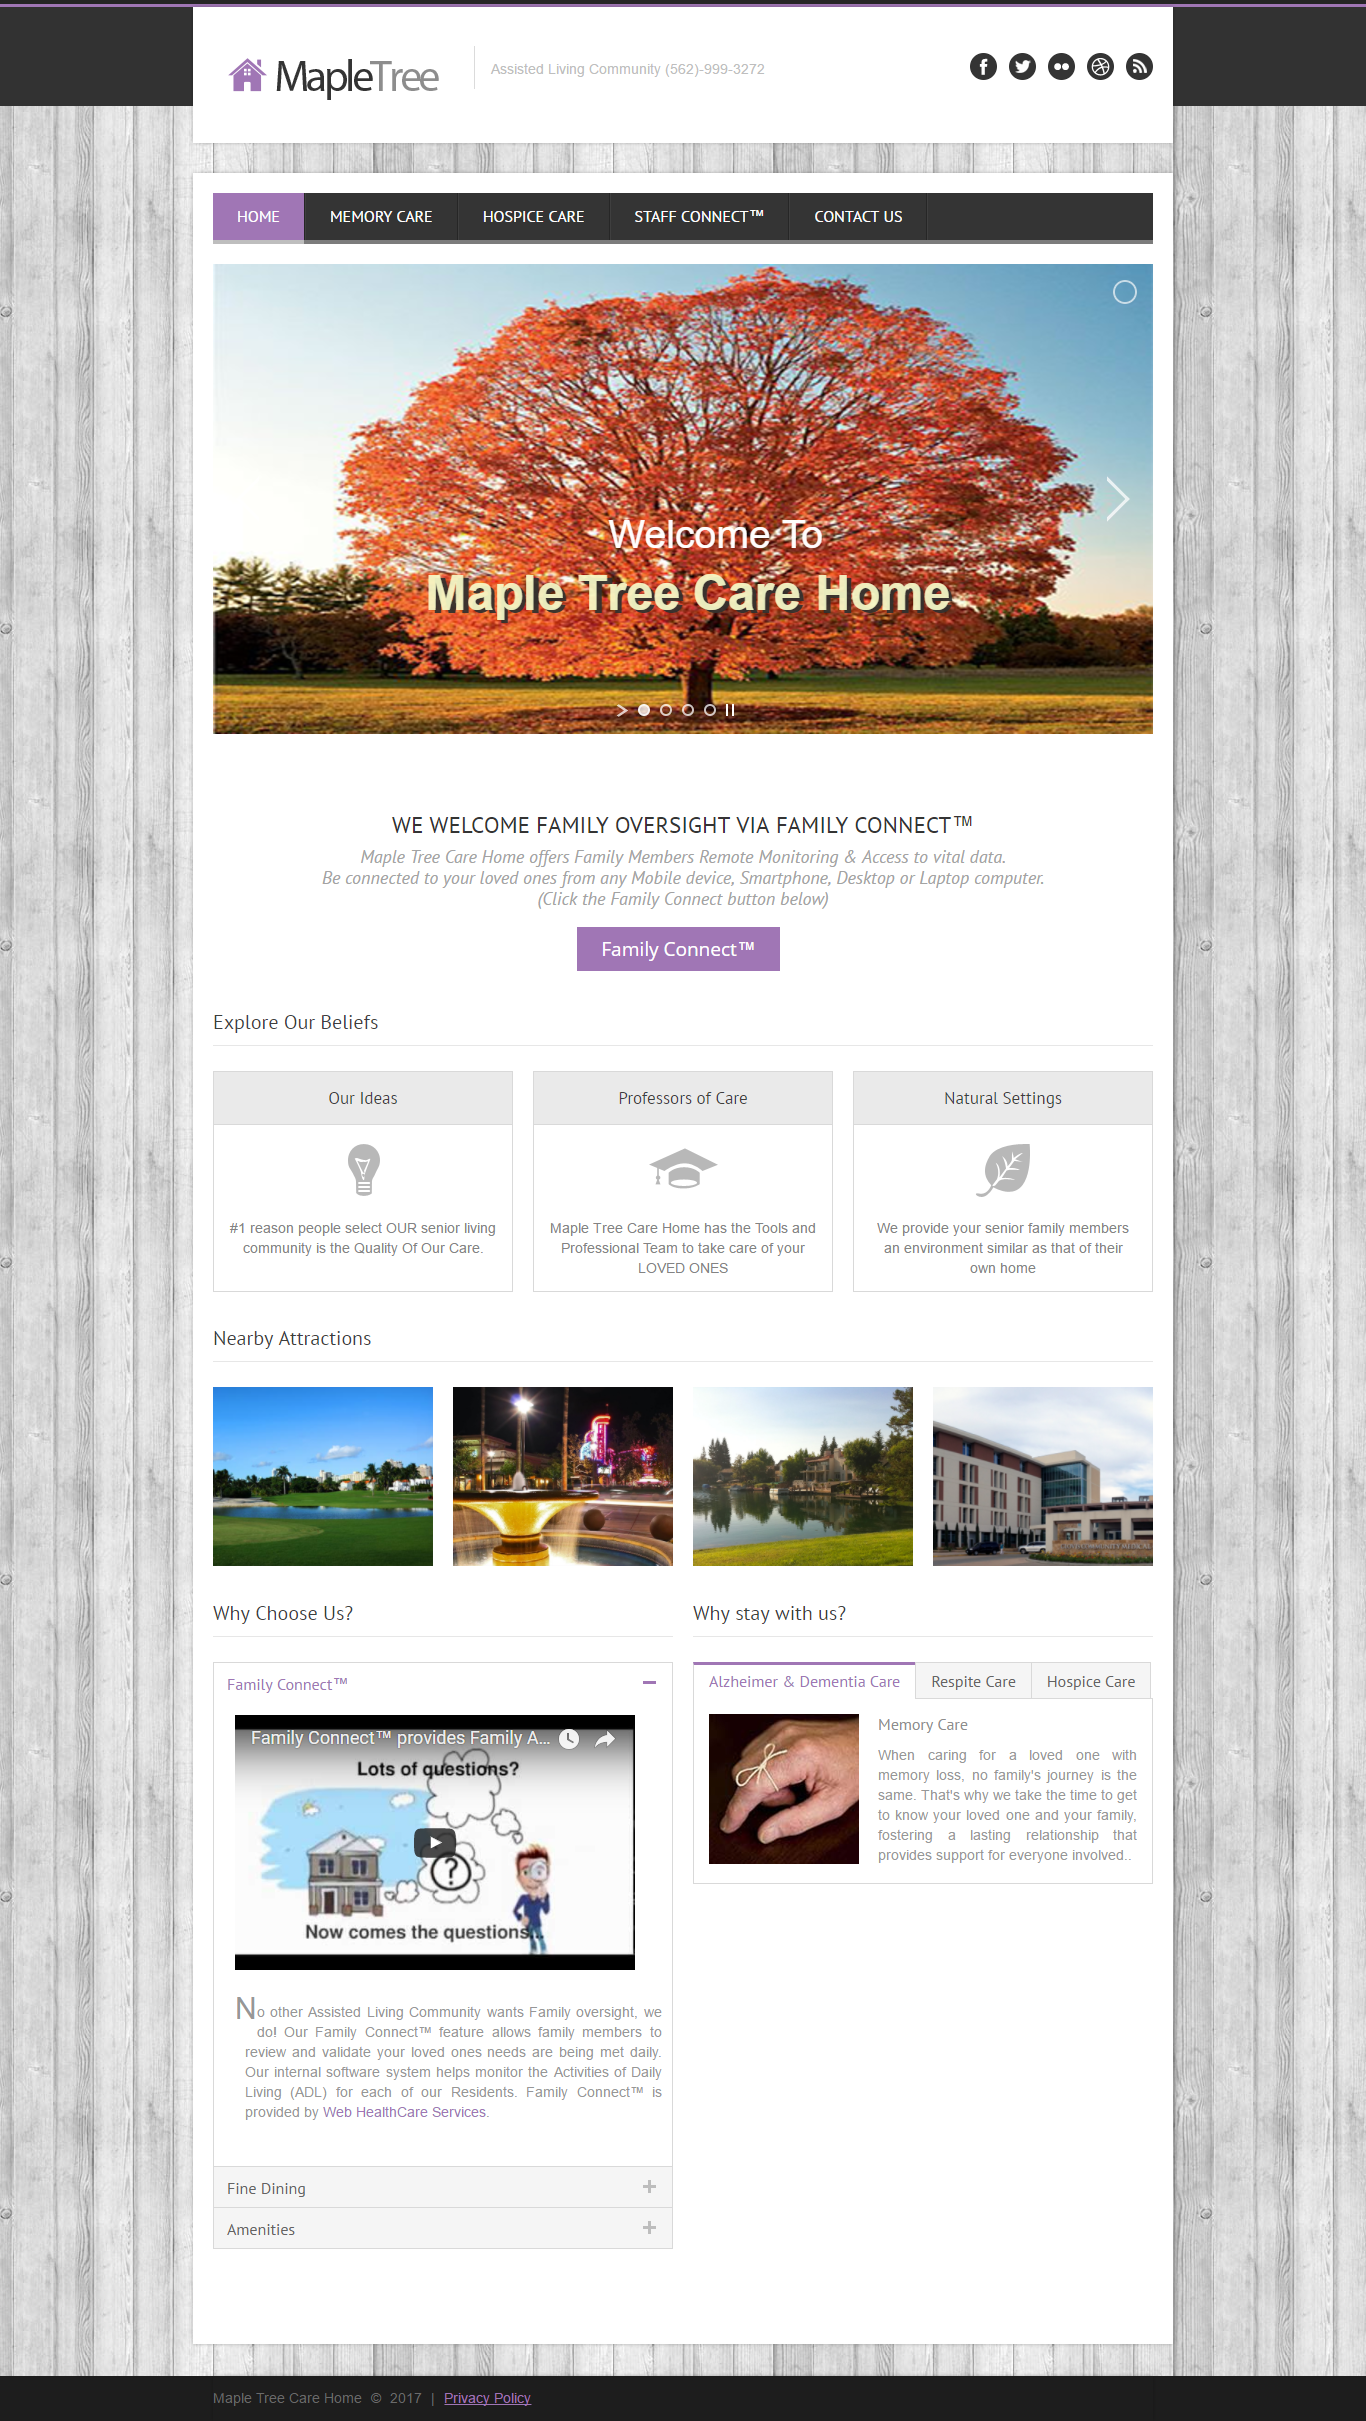 MapleTree
Assisted Living Community (562)-999-3272
HOME
MEMORY CARE
HOSPICE CARE
STAFF CONNECT™
CONTACT US
Welcome To
Maple Tree Care Home
WE WELCOME FAMILY OVERSIGHT VIA FAMILY CONNECT™
Maple Tree Care Home offers Family Members Remote Monitoring & Access to vital data.
Be connected to your loved ones from any Mobile device, Smartphone, Desktop or Laptop computer.
(Click the Family Connect button below)
Family Connect™
Explore Our Beliefs
Our Ideas
#1 reason people select OUR senior living
community is the Quality Of Our Care.
Professors of Care
Maple Tree Care Home has the Tools and
Professional Team to take care of your
LOVED ONES
Natural Settings
We provide your senior family members
an environment similar as that of their
own home
Nearby Attractions
Why Choose Us?
Family Connect™
Family Connect™ provides Family A...
Lots of questions?
?
Now comes the questions...
No other Assisted Living Community wants Family oversight, we
do! Our Family Connect™ feature allows family members to
review and validate your loved ones needs are being met daily.
Our internal software system helps monitor the Activities of Daily
Living (ADL) for each of our Residents. Family Connect™ is
provided by Web HealthCare Services.
Fine Dining
Amenities
Why stay with us?
Alzheimer & Dementia Care
Respite Care
Hospice Care
Memory Care
When caring for a loved one with
memory loss, no family's journey is the
same. That's why we take the time to get
to know your loved one and your family,
fostering a lasting relationship that
provides support for everyone involved..
Maple Tree Care Home © 2017 | Privacy Policy